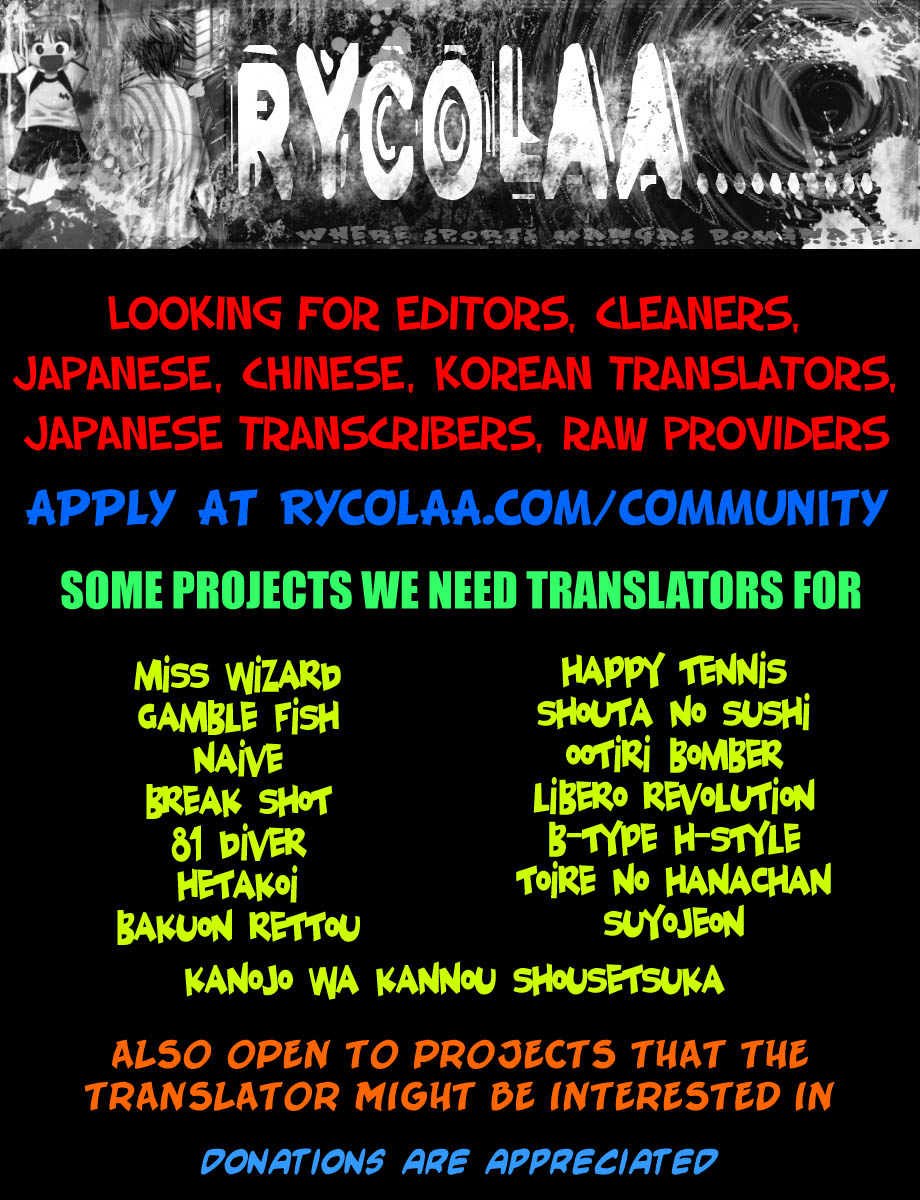 RYCOLAA..........
WHERE SPORTS MANGAS DOMINATE...
LOOKING FOR EDITORS, CLEANERS,
JAPANESE, CHINESE, KOREAN TRANSLATORS,
JAPANESE TRANSCRIBERS, RAW PROVIDERS
APPLY AT RYCOLAA.COM/COMMUNITY
SOME PROJECTS WE NEED TRANSLATORS FOR
MISS WIZARD
GAMBLE FISH
NAIVE
BREAK SHOT
81 DIVER
HETAKOI
BAKUON RETTOU
HAPPY TENNIS
SHOUTA NO SUSHI
OOTIRI BOMBER
LIBERO REVOLUTION
B-TYPE H-STYLE
TOIRE NO HANACHAN
SUYOJEON
KANOJO WA KANNOU SHOUSETSUKA
ALSO OPEN TO PROJECTS THAT THE
TRANSLATOR MIGHT BE INTERESTED IN
DONATIONS ARE APPRECIATED